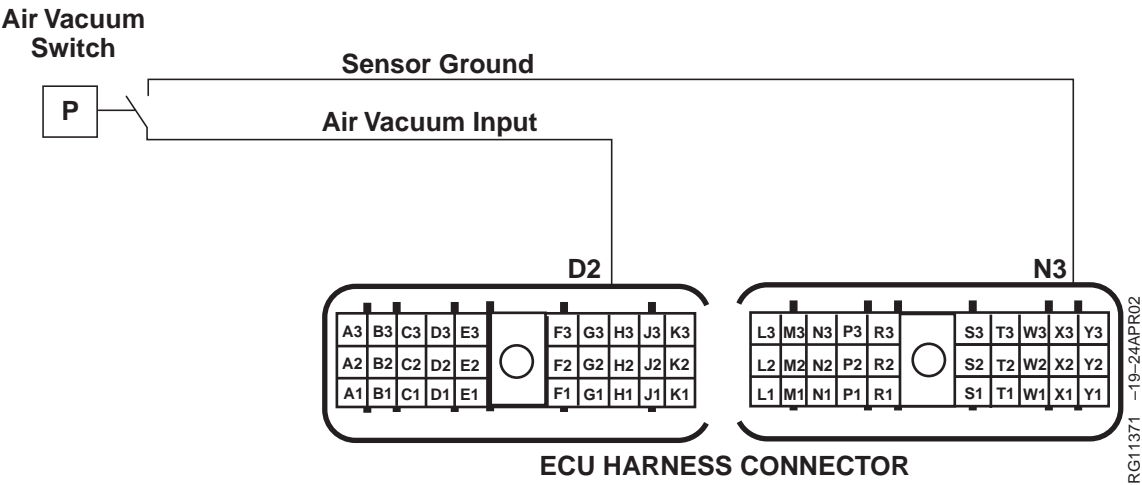 Air Vacuum
Switch
P
Sensor Ground
Air Vacuum Input
D2
N3
A3 B3 C3 D3 E3 F3 G3 H3 J3 K3
A2 B2 C2 D2 E2 F2 G2 H2 J2 K2
A1 B1 C1 D1 E1 F1 G1 H1 J1 K1
L3 M3 N3 P3 R3 S3 T3 W3 X3 Y3
L2 M2 N2 P2 R2 S2 T2 W2 X2 Y2
L1 M1 N1 P1 R1 S1 T1 W1 X1 Y1
ECU HARNESS CONNECTOR
RG11371 –19–24APR02